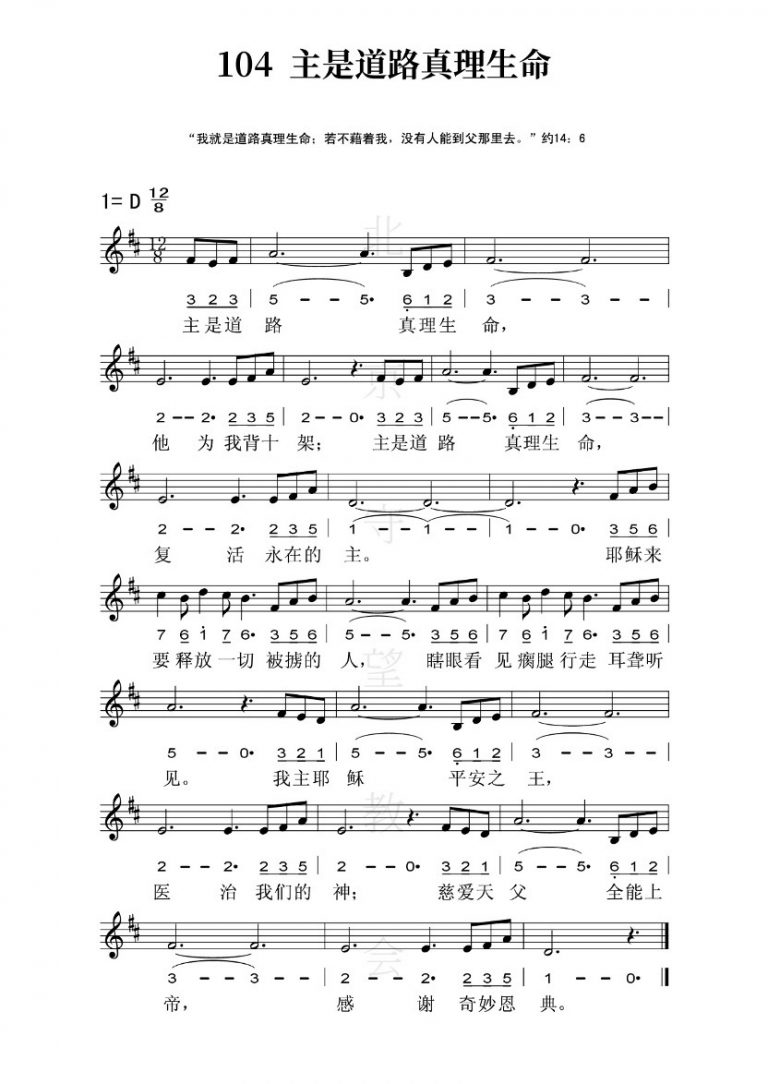 104 主是道路真理生命
“我就是道路真理生命；若不藉着我，没有人能到父那里去。”约14：6
1= D 12/8
3 2 3 | 5 - - 5· 6 1 2 | 3 - - 3 - - |
主是道 路 真理生 命，
2 - - 2· 2 3 5 | 2 - - 0· 3 2 3 | 5 - - 5· 6 1 2 | 3 - - 3 - - |
他 为 我背十 架； 主是道 路 真理生 命，
2 - - 2· 2 3 5 | 1 - - 1 - - | 1 - - 0· 3 5 6 |
复 活 永在的 主。 耶稣来
7 6 1 7 6· 3 5 6 | 5 - - 5· 3 5 6 | 7 6 1 7 6· 3 5 6 |
要 释放一切 被掳的 人， 瞎眼看 见 瘸腿 行走 耳聋听
5 - - 0· 3 2 1 | 5 - - 5· 6 1 2 | 3 - - 3 - - |
见。 我主耶 稣 平安之 王，
2 - - 2· 2 3 5 | 2 - - 0· 3 2 1 | 5 - - 5· 6 1 2 |
医 治 我们的 神； 慈爱天 父 全能上
3 - - 3 - - | 2 - - 2· 2 3 5 | 1 - - 0·
帝， 感 谢 奇妙恩 典。
北京守望教会